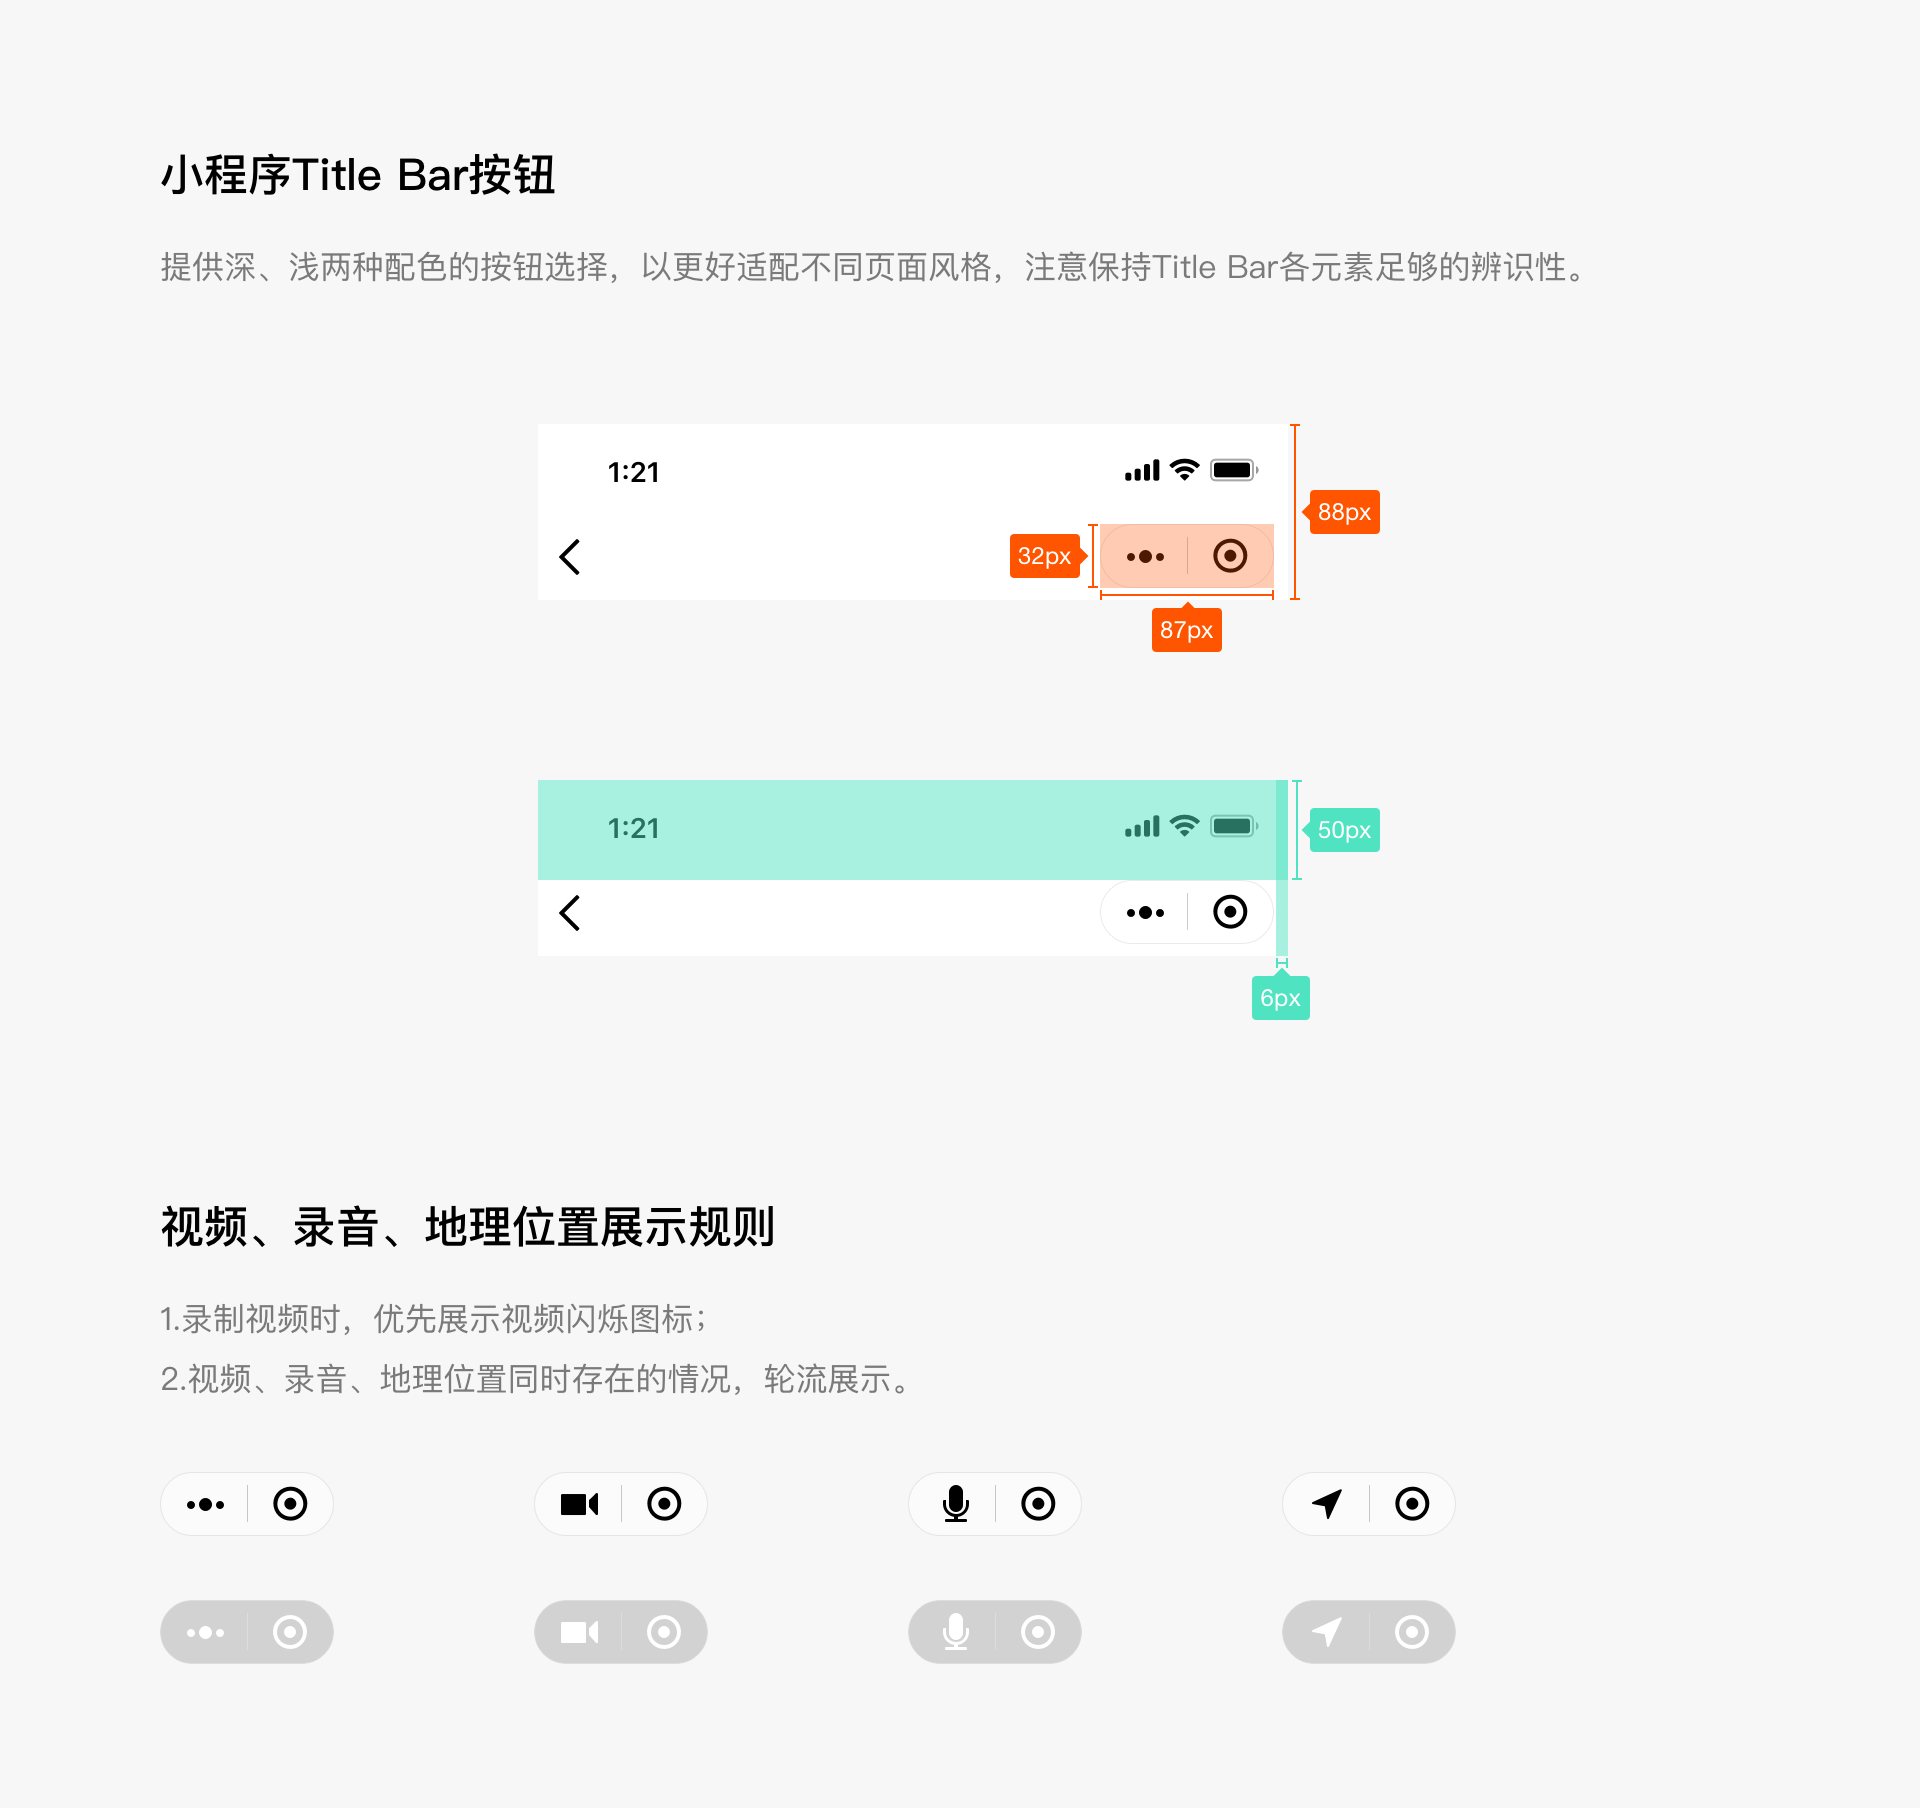 小程序Title Bar按钮
提供深、浅两种配色的按钮选择，以更好适配不同页面风格，注意保持Title Bar各元素足够的辨识性。
1:21
88px
32px
87px
1:21
50px
6px
视频、录音、地理位置展示规则
1.录制视频时，优先展示视频闪烁图标；
2.视频、录音、地理位置同时存在的情况，轮流展示。